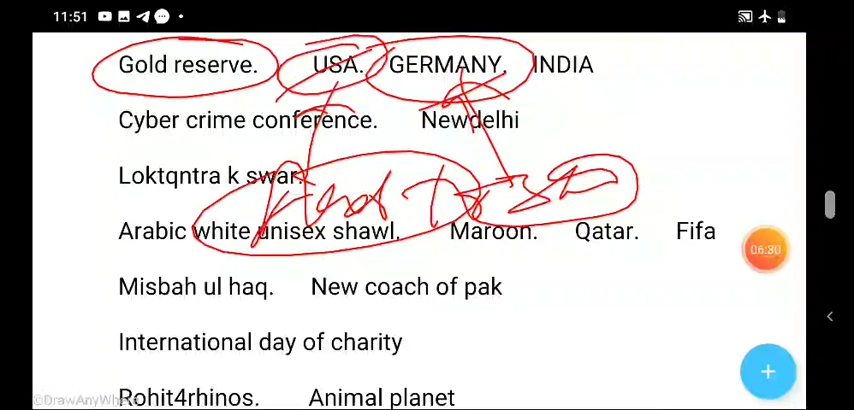 11:51
Gold reserve. USA. GERMANY. INDIA
Cyber crime conference. Newdelhi
Loktqntra k swar.
Arabic white unisex shawl. Maroon. Qatar. Fifa
06:30
Misbah ul haq. New coach of pak
International day of charity
Rohit4rhinos. Animal planet
©DrawAnyWhere